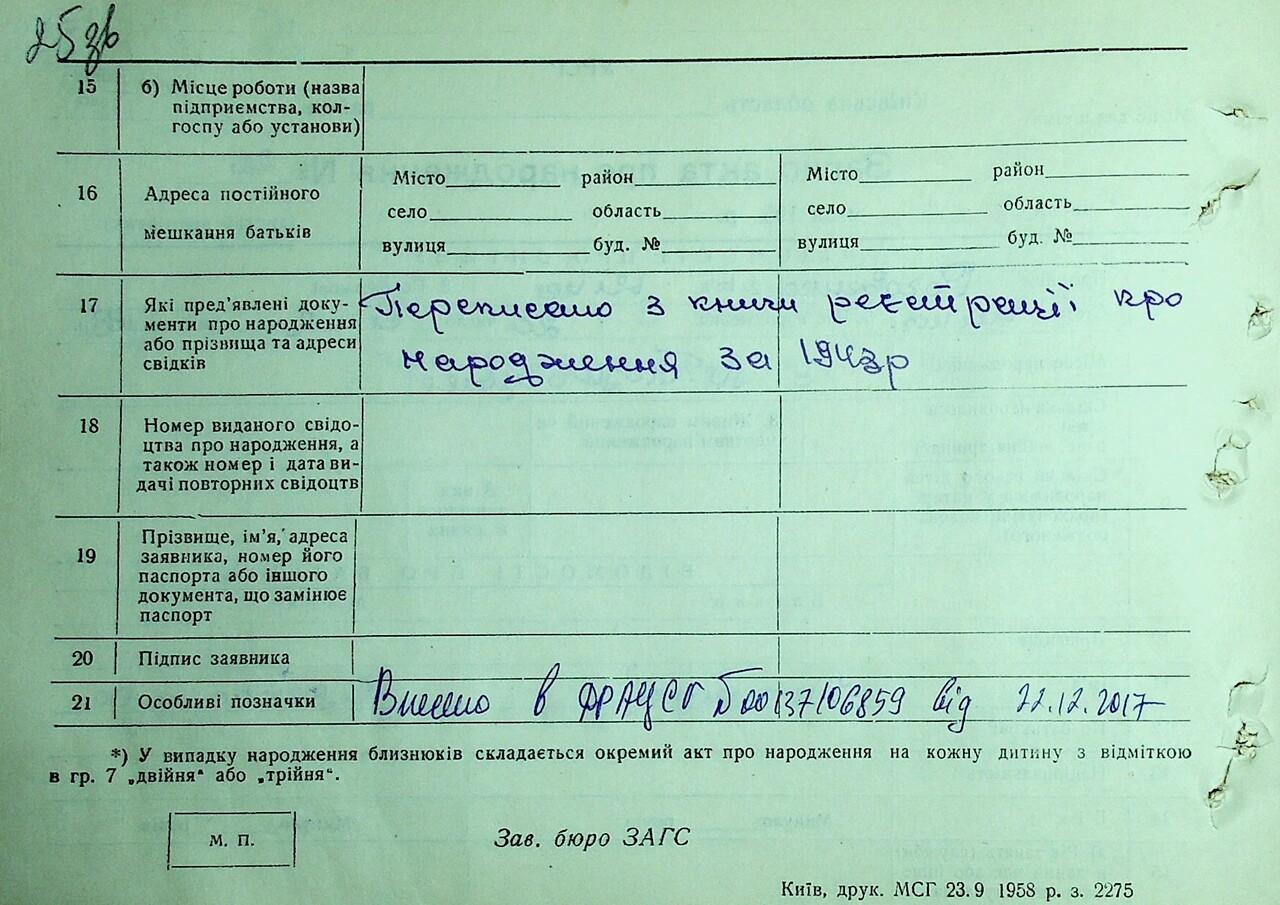 25 зв
15 б) Місце роботи (назва
підприємства, кол-
госпу або установи)
16 Адреса постійного
мешкання батьків
Місто район
село область
вулиця буд. №
Місто район
село область
вулиця буд. №
17 Які пред’явлені доку-
менти про народження
або прізвища та адреси
свідків
Переписано з книги реєстрації про
народження за 1943р
18 Номер виданого свідо-
цтва про народження, а
також номер і дата ви-
дачі повторних свідоцтв
19 Прізвище, ім’я, адреса
заявника, номер його
паспорта або іншого
документа, що замінює
паспорт
20 Підпис заявника
21 Особливі позначки
Внесено в ДРАЦСГ №00137106859 від 22.12.2017
*) У випадку народження близнюків складається окремий акт про народження на кожну дитину з відміткою
в гр. 7 „двійня“ або „трійня“.
М. П.
Зав. бюро ЗАГС
Київ, друк. МСГ 23.9 1958 р. з. 2275